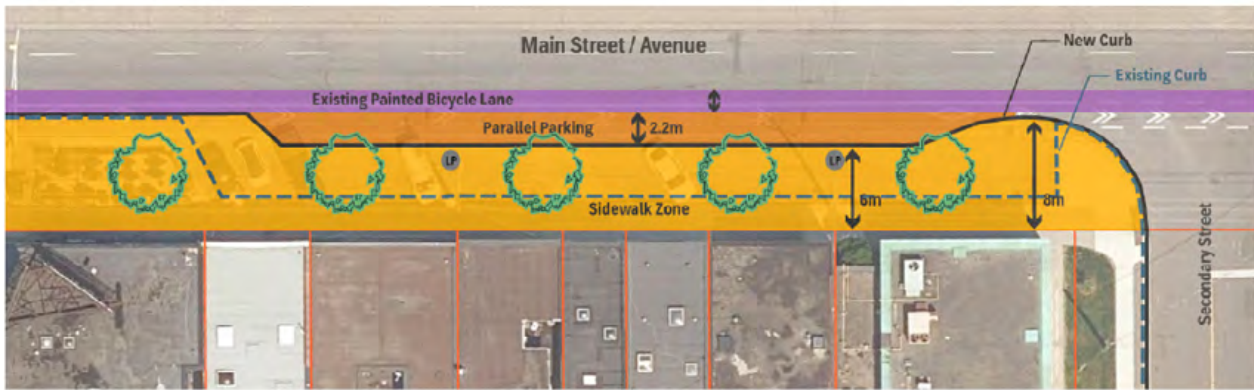 Main Street / Avenue
New Curb
Existing Curb
Existing Painted Bicycle Lane
Parallel Parking
2.2m
LP
LP
6m
8m
Sidewalk Zone
Secondary Street